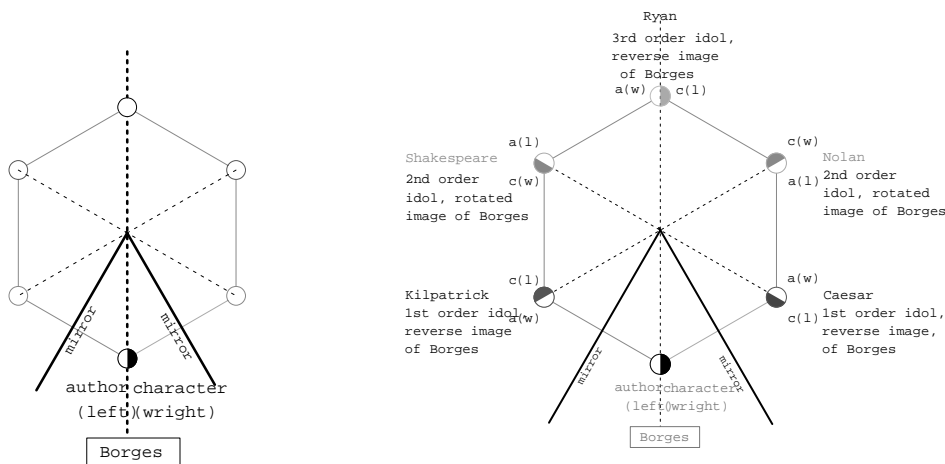 mirror
mirror
author character
(left)(wright)
Borges
Ryan
3rd order idol,
reverse image
of Borges
a(w) c(l)
a(l)
Shakespeare
c(w)
2nd order
idol, rotated
image of Borges
c(w)
Nolan
a(l)
2nd order
idol, rotated
image of Borges
c(l)
Kilpatrick
1st order idol,
a(w)
reverse image
of Borges
a(w)
Caesar
1st order idol,
c(l)
reverse image,
of Borges
mirror
mirror
author character
(left)(wright)
Borges